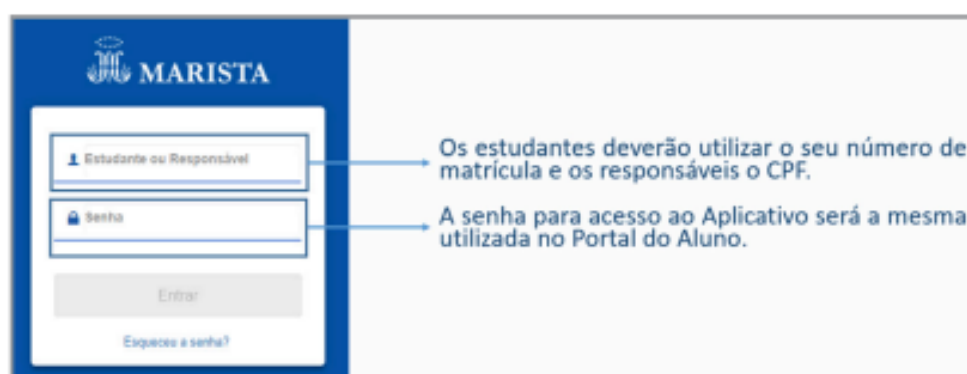 MARISTA
Estudante ou Responsável
Os estudantes deverão utilizar o seu número de
matrícula e os responsáveis o CPF.
Senha
A senha para acesso ao Aplicativo será a mesma
utilizada no Portal do Aluno.
Entrar
Esqueceu a senha?